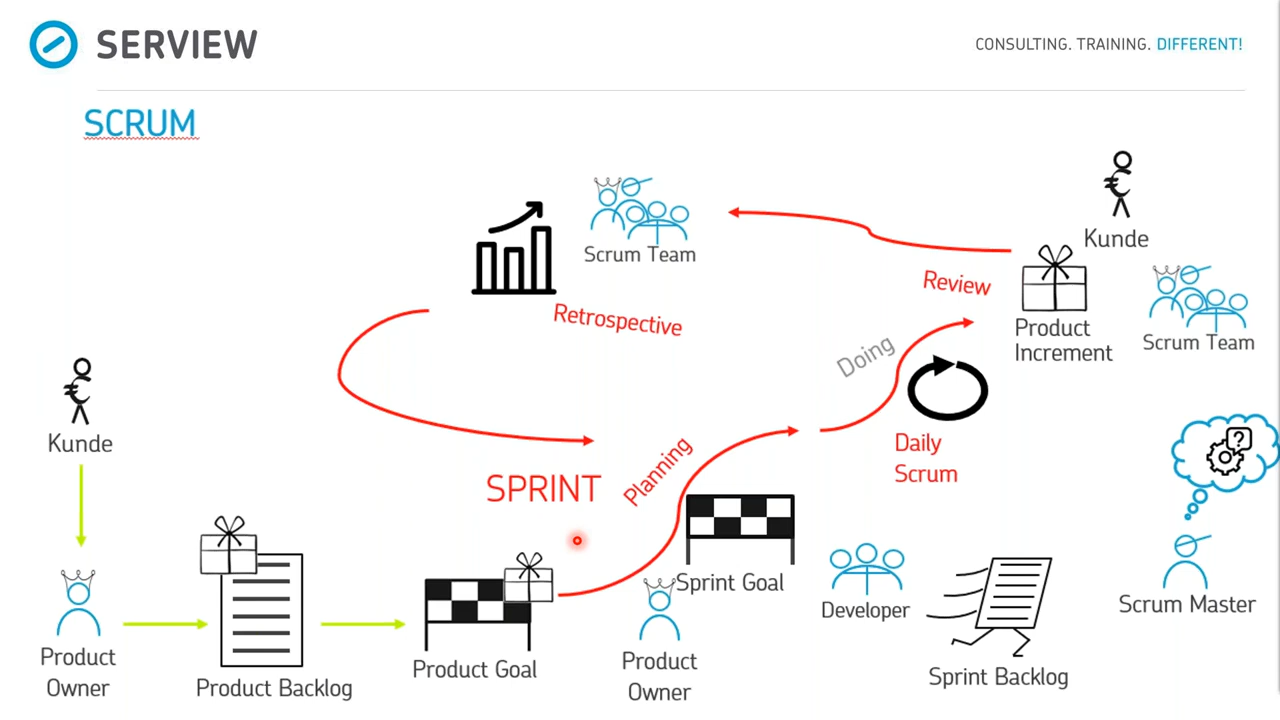 SERVIEW
CONSULTING. TRAINING. DIFFERENT!
SCRUM
Kunde
Scrum Team
Review
Retrospective
Product
Increment
Scrum Team
Doing
Kunde
Daily
Scrum
Planning
SPRINT
?
Sprint Goal
Developer
Scrum Master
Product
Owner
Product Backlog
Product Goal
Product
Owner
Sprint Backlog